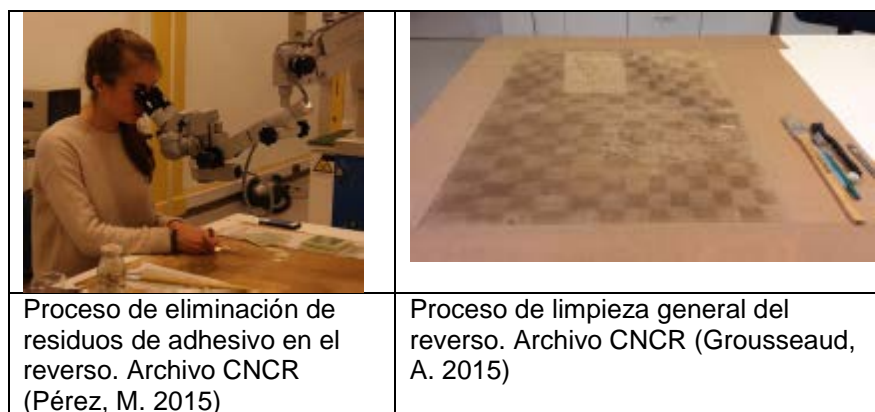 Proceso de eliminación de
residuos de adhesivo en el
reverso. Archivo CNCR
(Pérez, M. 2015)
Proceso de limpieza general del
reverso. Archivo CNCR (Grousseaud,
A. 2015)